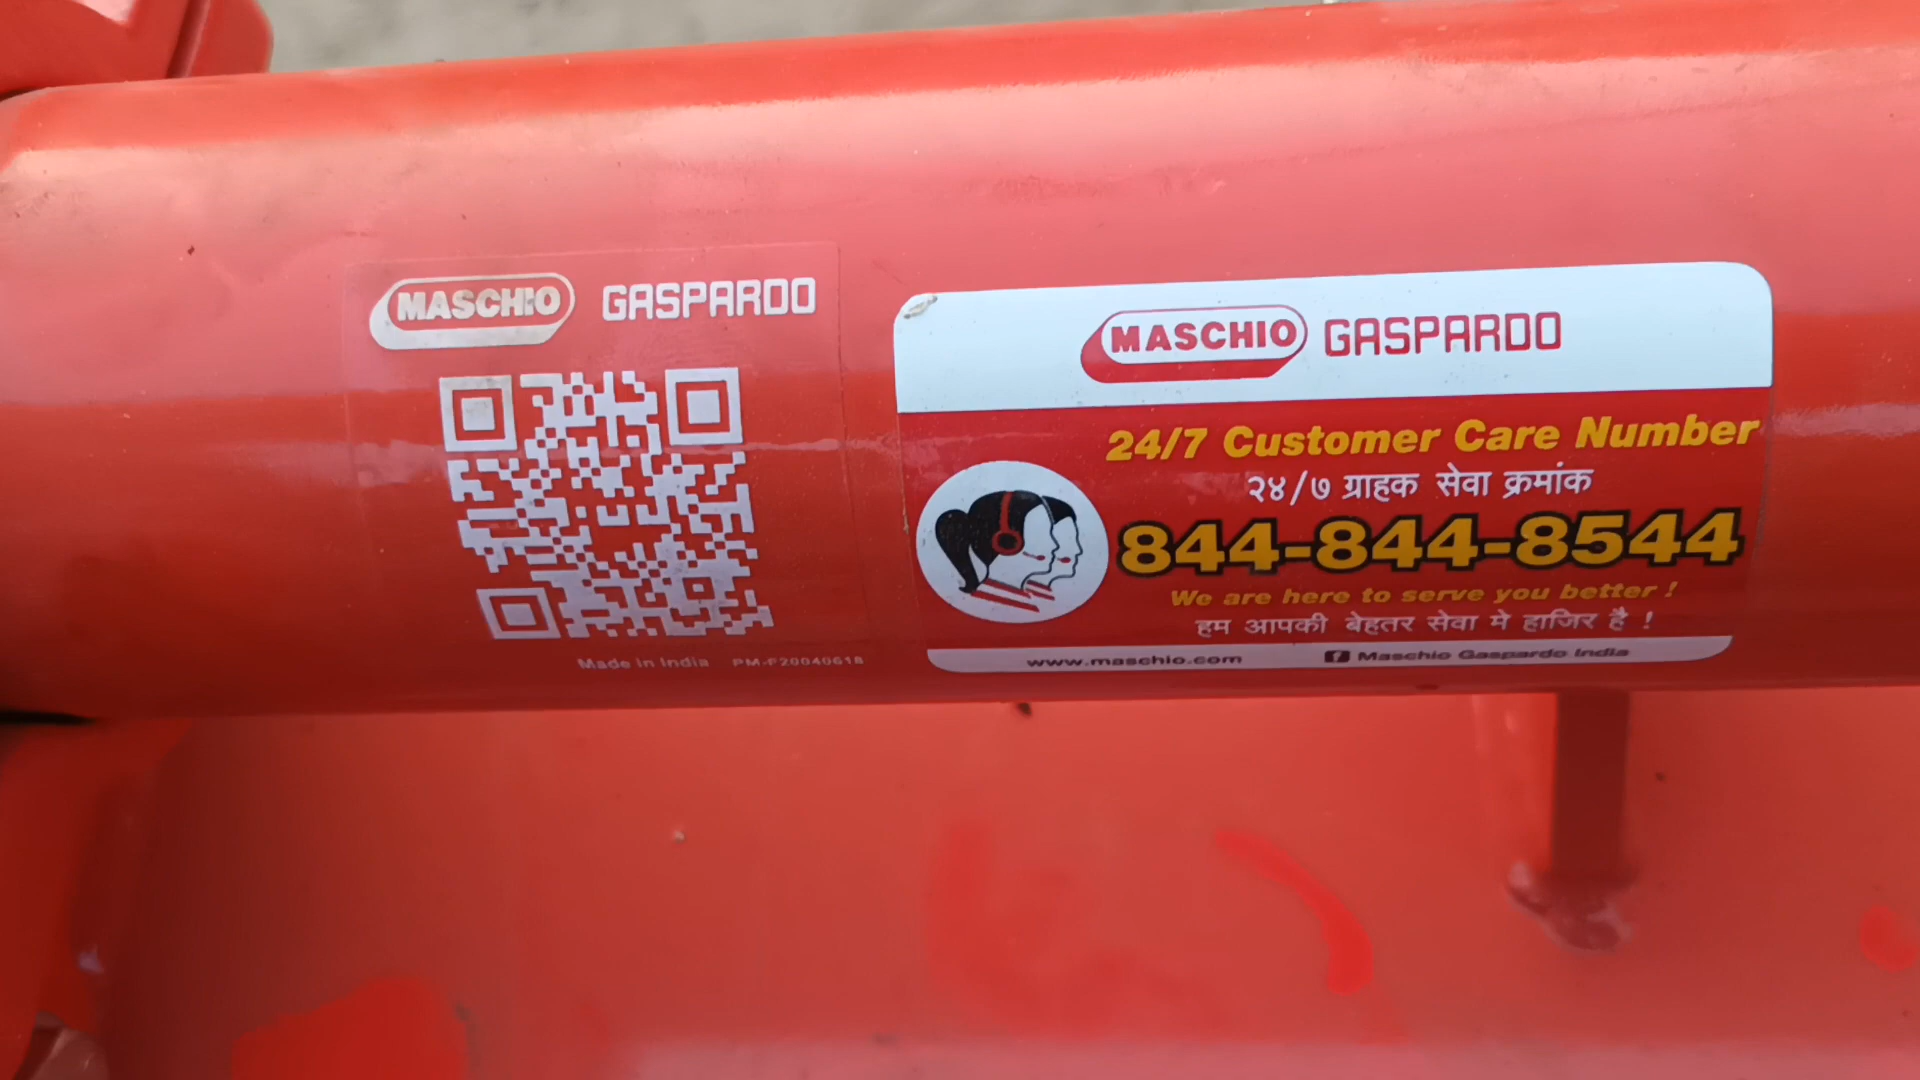 MASCHIO GASPARDO
Made in India PM-F20040618
MASCHIO GASPARDO
24/7 Customer Care Number
२४/७ ग्राहक सेवा क्रमांक
844-844-8544
We are here to serve you better !
हम आपकी बेहतर सेवा मे हाजिर है !
www.maschio.com f Maschio Gaspardo India